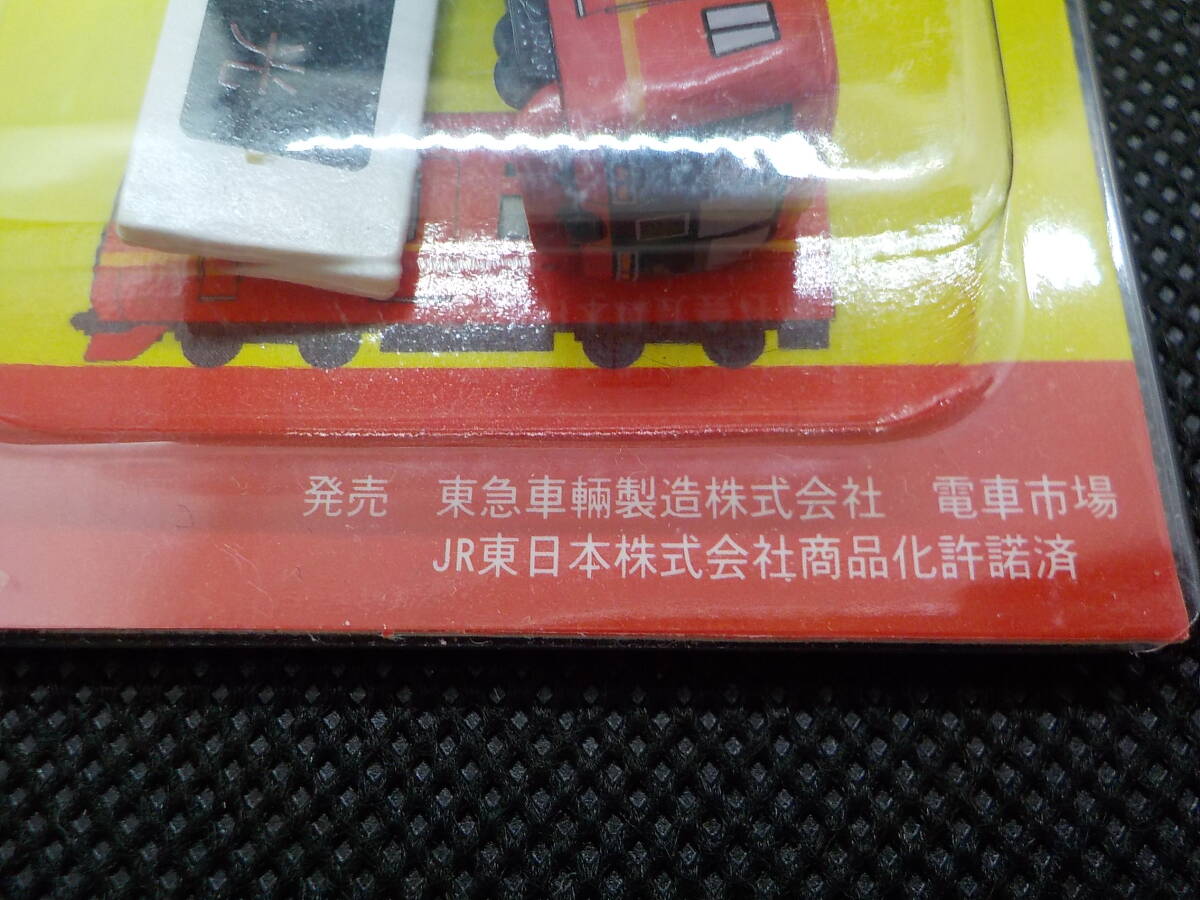 発売　東急車輛製造株式会社　電車市場
JR東日本株式会社商品化許諾済